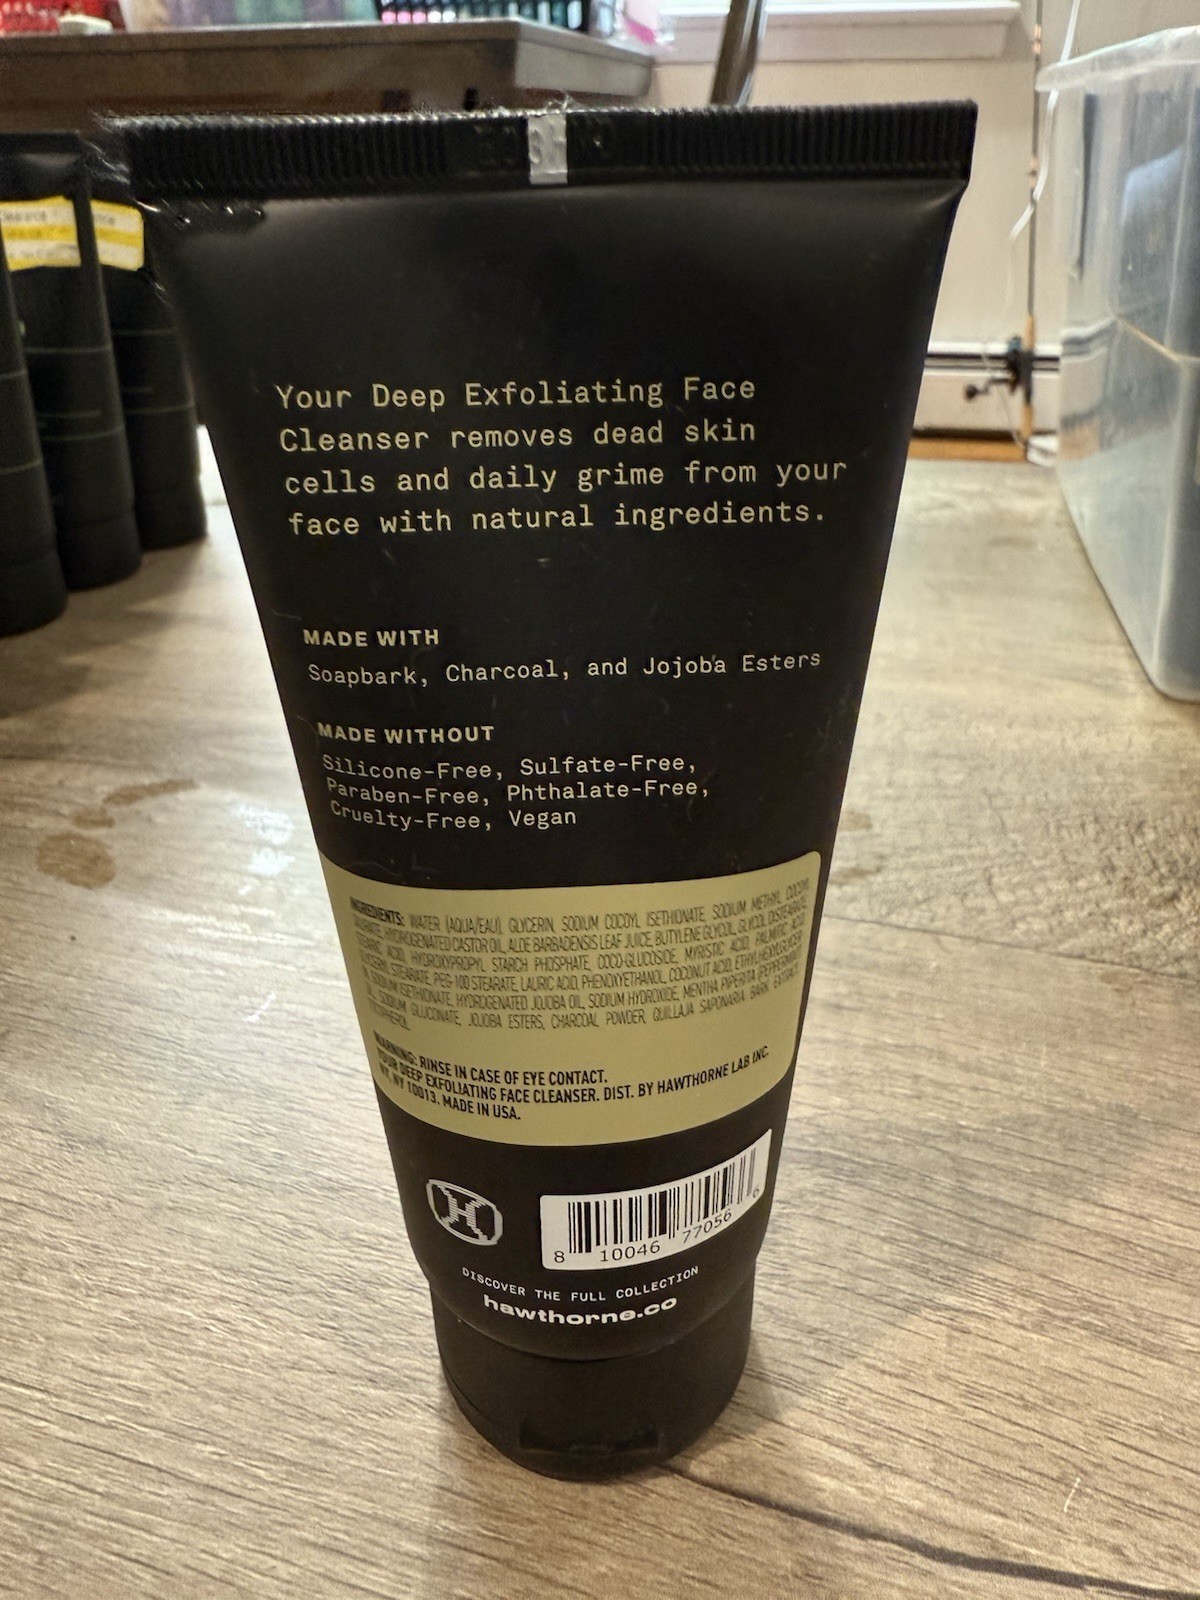 Clearance
Your Deep Exfoliating Face
Cleanser removes dead skin
cells and daily grime from your
face with natural ingredients.
MADE WITH
Soapbark, Charcoal, and Jojoba Esters
MADE WITHOUT
Silicone-Free, Sulfate-Free,
Paraben-Free, Phthalate-Free,
Cruelty-Free, Vegan
INGREDIENTS: WATER (AQUA/EAU), GLYCERIN, SODIUM COCOYL ISETHIONATE, SODIUM METHYL COCOYL
TAURATE, HYDROGENATED CASTOR OIL, ALOE BARBADENSIS LEAF JUICE, BUTYLENE GLYCOL, GLYCOL DISTEARATE,
STEARIC ACID, HYDROXYPROPYL STARCH PHOSPHATE, COCO-GLUCOSIDE, MYRISTIC ACID, PALMITIC ACID,
GLYCERYL STEARATE, PEG-100 STEARATE, LAURIC ACID, PHENOXYETHANOL, COCONUT ACID, ETHYLHEXYLGLYCERIN,
SODIUM ISETHIONATE, HYDROGENATED JOJOBA OIL, SODIUM HYDROXIDE, MENTHA PIPERITA (PEPPERMINT)
OIL, SODIUM GLUCONATE, JOJOBA ESTERS, CHARCOAL POWDER, QUILLAJA SAPONARIA BARK EXTRACT,
TOCOPHEROL
WARNING: RINSE IN CASE OF EYE CONTACT.
YOUR DEEP EXFOLIATING FACE CLEANSER. DIST. BY HAWTHORNE LAB INC.
NY, NY 10013. MADE IN USA.
H
8 10046 77056 6
DISCOVER THE FULL COLLECTION
hawthorne.co